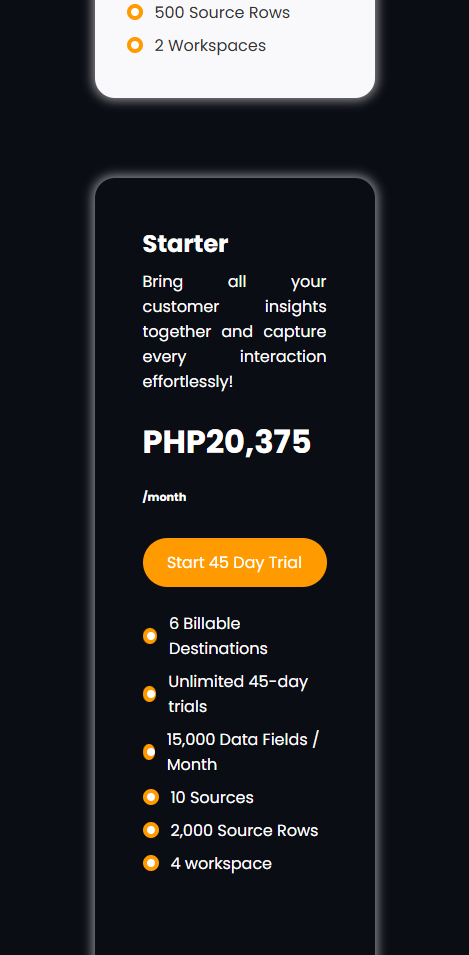 500 Source Rows
2 Workspaces
Starter
Bring all your
customer insights
together and capture
every interaction
effortlessly!
PHP20,375
/month
Start 45 Day Trial
6 Billable
Destinations
Unlimited 45-day
trials
15,000 Data Fields /
Month
10 Sources
2,000 Source Rows
4 workspace